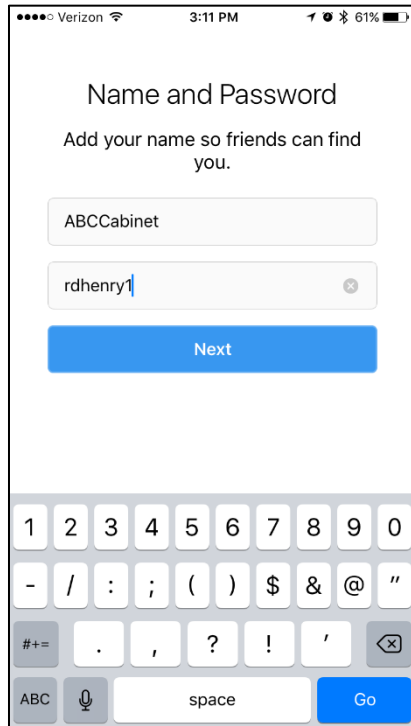 Verizon 3:11 PM 61%
Name and Password
Add your name so friends can find
you.
ABCCabinet
rdhenry1
Next
1 2 3 4 5 6 7 8 9 0
- / : ; ( ) $ & @ "
#+= . , ? ! '
ABC space Go